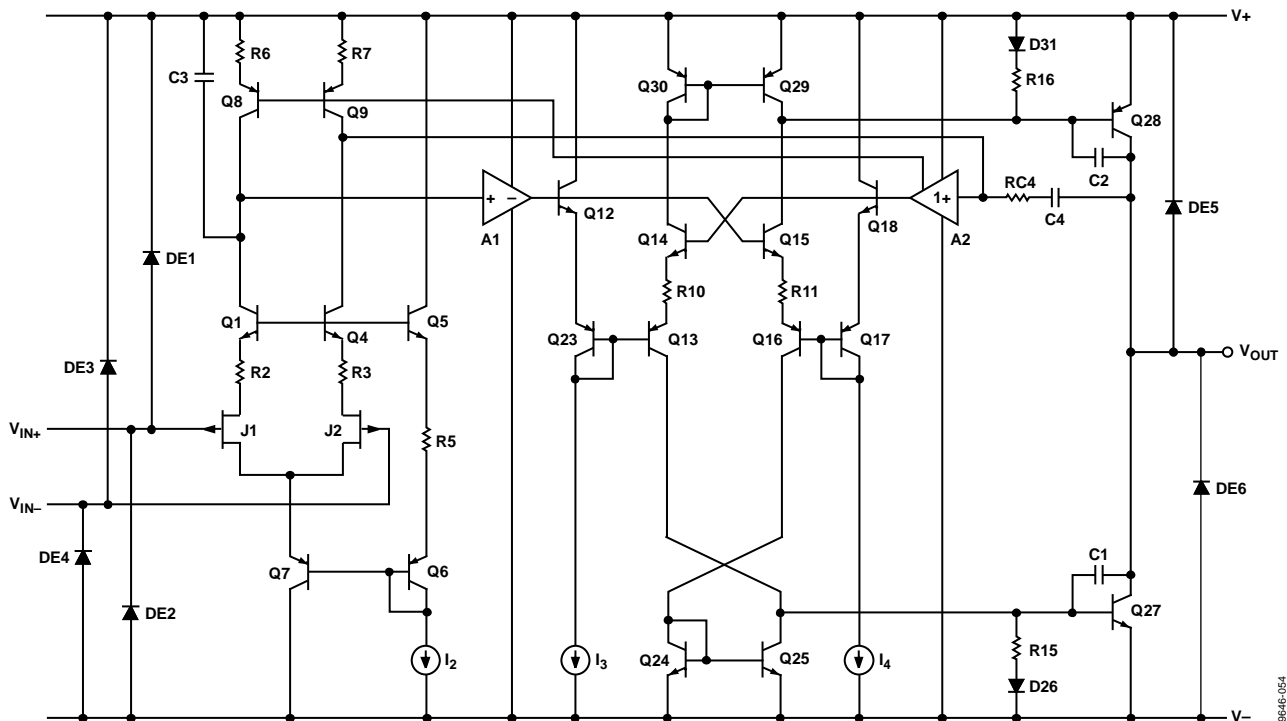 V+
R6
R7
D31
C3
Q30
Q29
R16
Q8
Q9
Q28
C2
+
–
1+
RC4
C4
A1
Q12
Q14
Q15
Q18
A2
DE5
DE1
R10
R11
Q1
Q4
Q5
Q23
Q13
Q16
Q17
VOUT
DE3
R2
R3
VIN+
J1
J2
R5
VIN–
DE6
DE4
Q7
Q6
C1
DE2
Q27
I2
I3
Q24
Q25
I4
R15
D26
V–